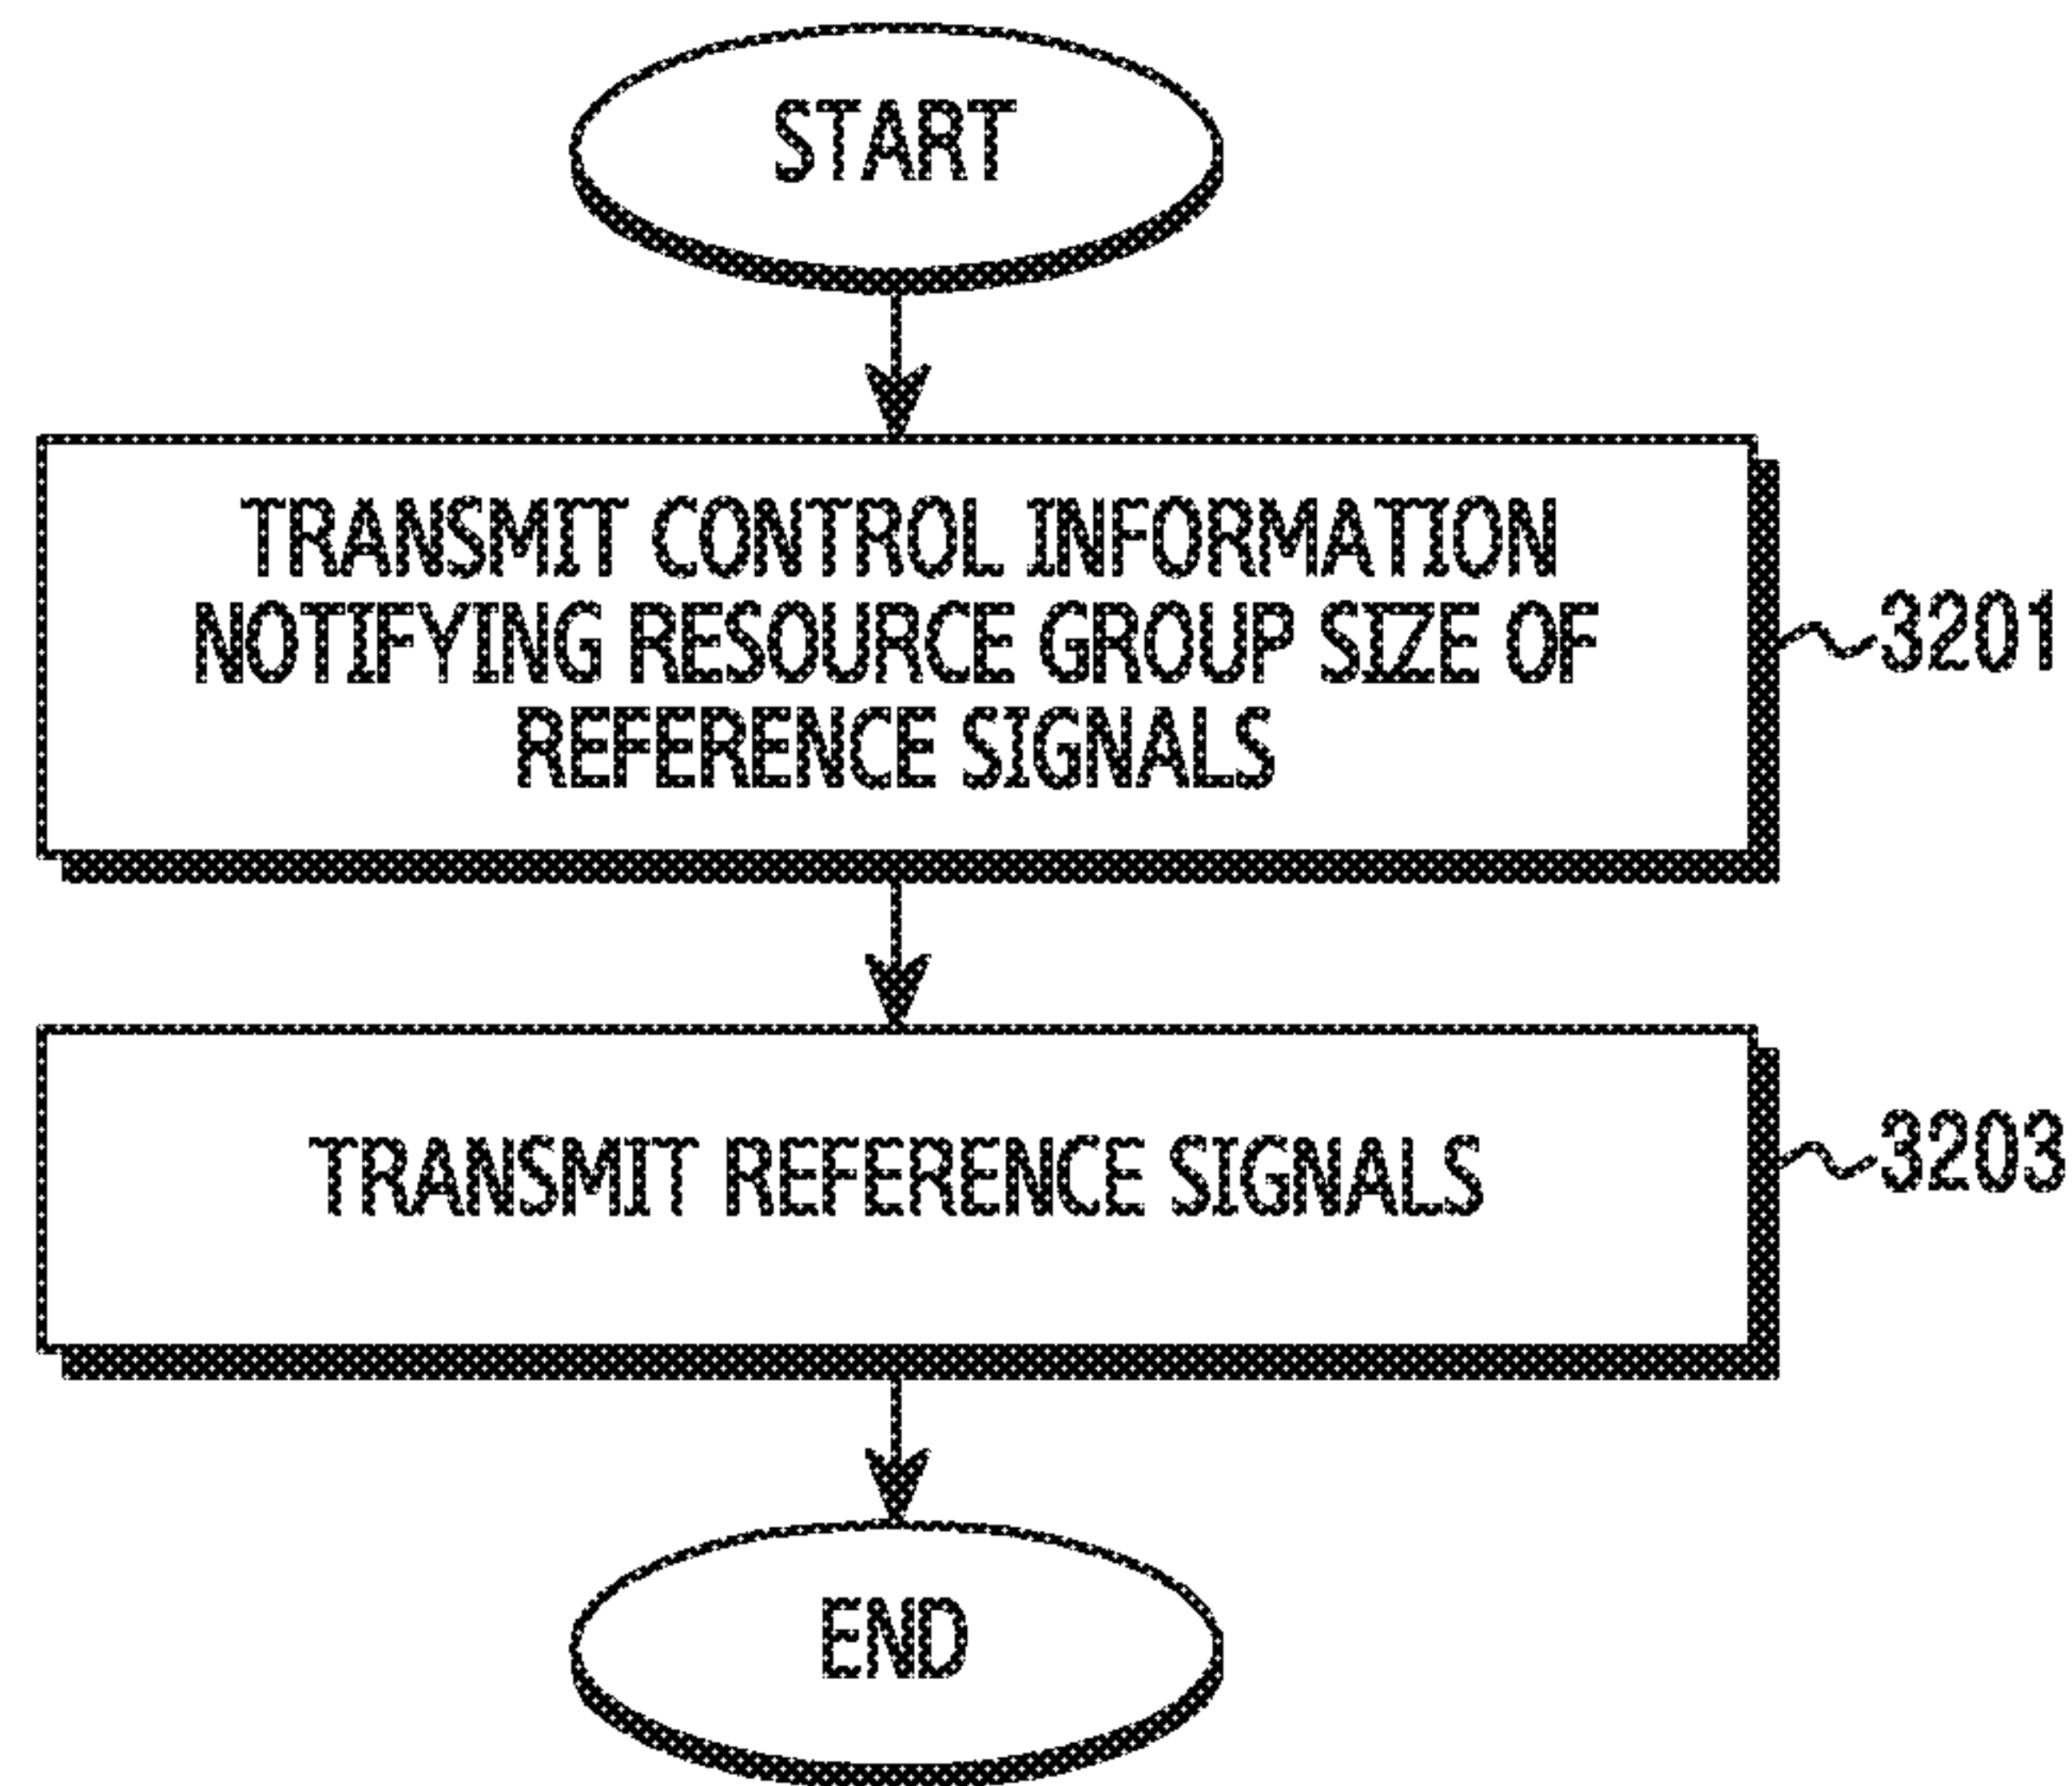 START
TRANSMIT CONTROL INFORMATION
NOTIFYING RESOURCE GROUP SIZE OF
REFERENCE SIGNALS
3201
TRANSMIT REFERENCE SIGNALS
3203
END